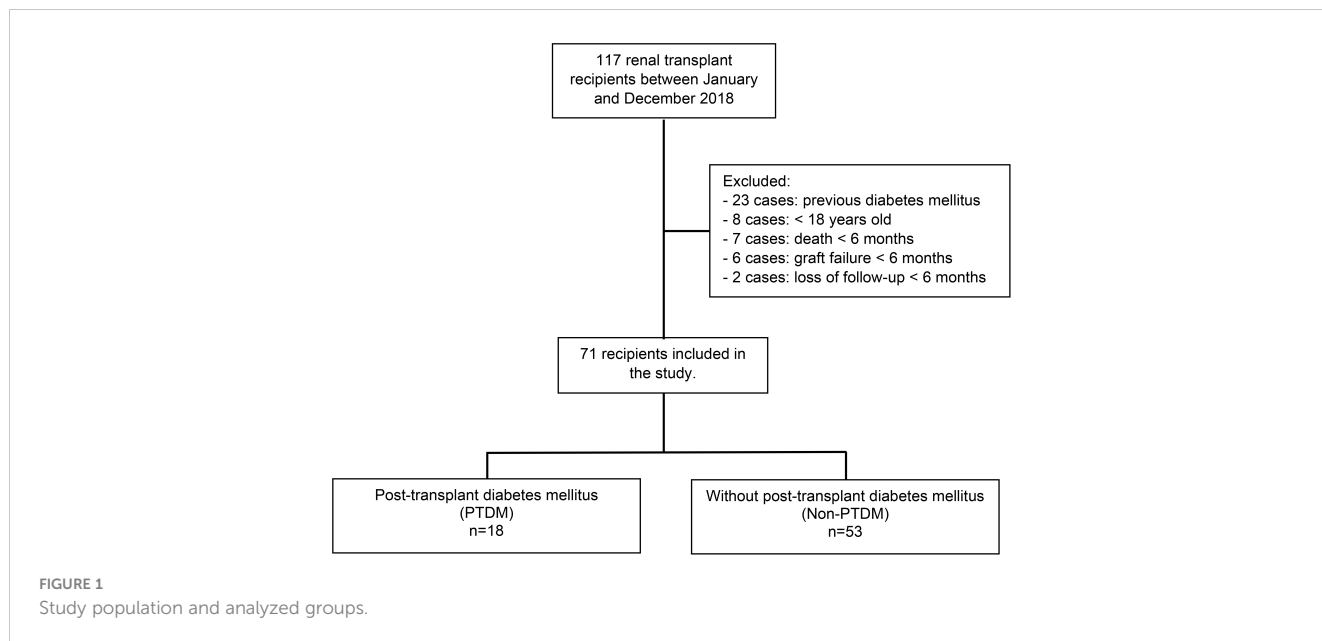 117 renal transplant
recipients between January
and December 2018
Excluded:
- 23 cases: previous diabetes mellitus
- 8 cases: < 18 years old
- 7 cases: death < 6 months
- 6 cases: graft failure < 6 months
- 2 cases: loss of follow-up < 6 months
71 recipients included in
the study.
Post-transplant diabetes mellitus
(PTDM)
n=18
Without post-transplant diabetes mellitus
(Non-PTDM)
n=53
FIGURE 1
Study population and analyzed groups.